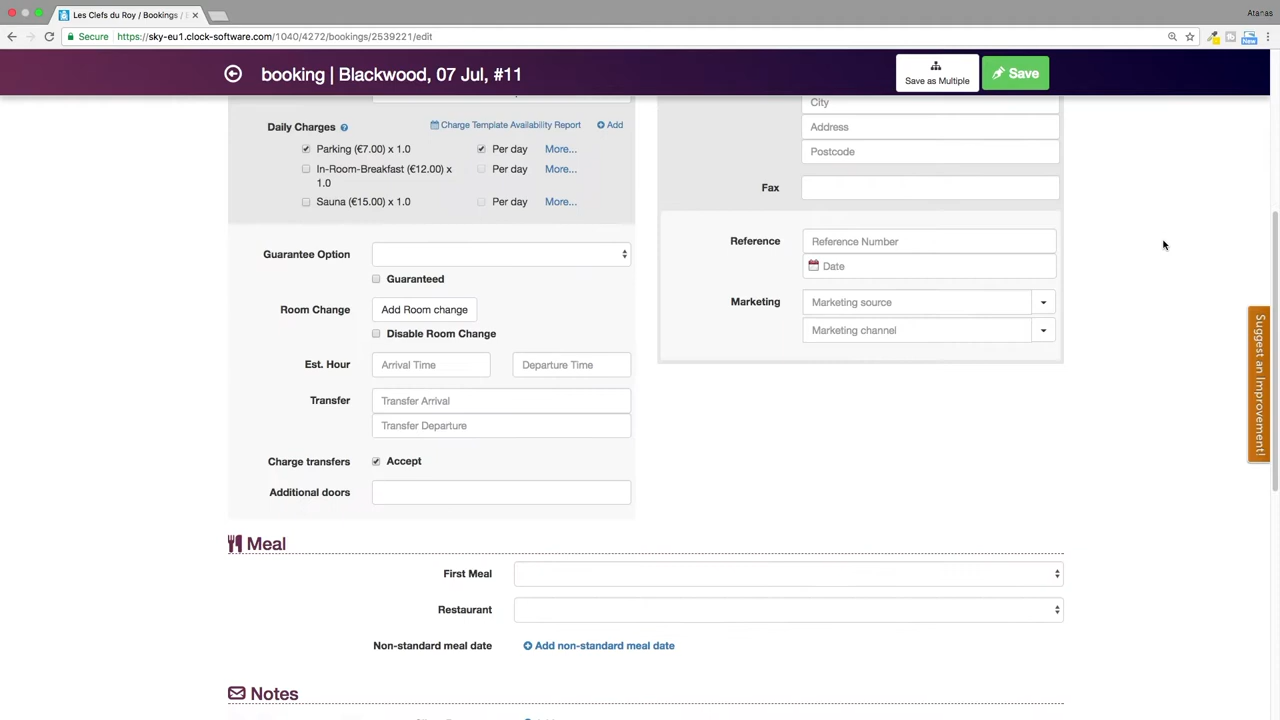 Les Clefs du Roy / Bookings /
Atanas
Secure https://sky-eu1.clock-software.com/1040/4272/bookings/2539221/edit
New
booking | Blackwood, 07 Jul, #11
Save as Multiple
Save
Daily Charges
Charge Template Availability Report
Add
Parking (€7.00) x 1.0
Per day
More...
In-Room-Breakfast (€12.00) x
1.0
Per day
More...
Sauna (€15.00) x 1.0
Per day
More...
Guarantee Option
Guaranteed
Room Change
Add Room change
Disable Room Change
Est. Hour
Arrival Time
Departure Time
Transfer
Transfer Arrival
Transfer Departure
Charge transfers
Accept
Additional doors
City
Address
Postcode
Fax
Reference
Reference Number
Date
Marketing
Marketing source
Marketing channel
Suggest an Improvement!
Meal
First Meal
Restaurant
Non-standard meal date
Add non-standard meal date
Notes